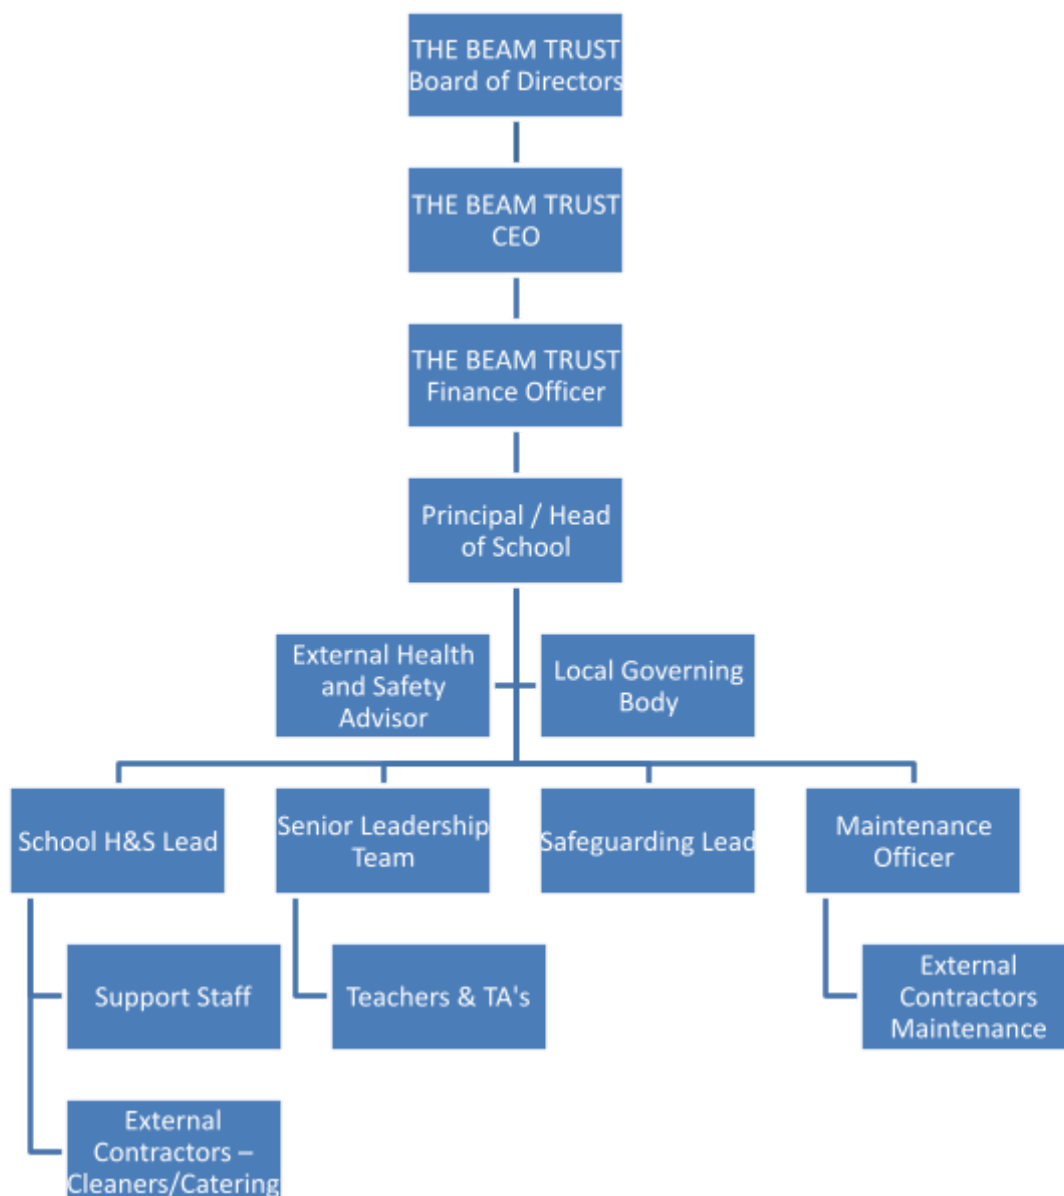 THE BEAM TRUST
Board of Directors
THE BEAM TRUST
CEO
THE BEAM TRUST
Finance Officer
Principal / Head
of School
External Health
and Safety
Advisor
Local Governing
Body
School H&S Lead
Senior Leadership
Team
Safeguarding Lead
Maintenance
Officer
Support Staff
Teachers & TA's
External
Contractors
Maintenance
External
Contractors –
Cleaners/Catering